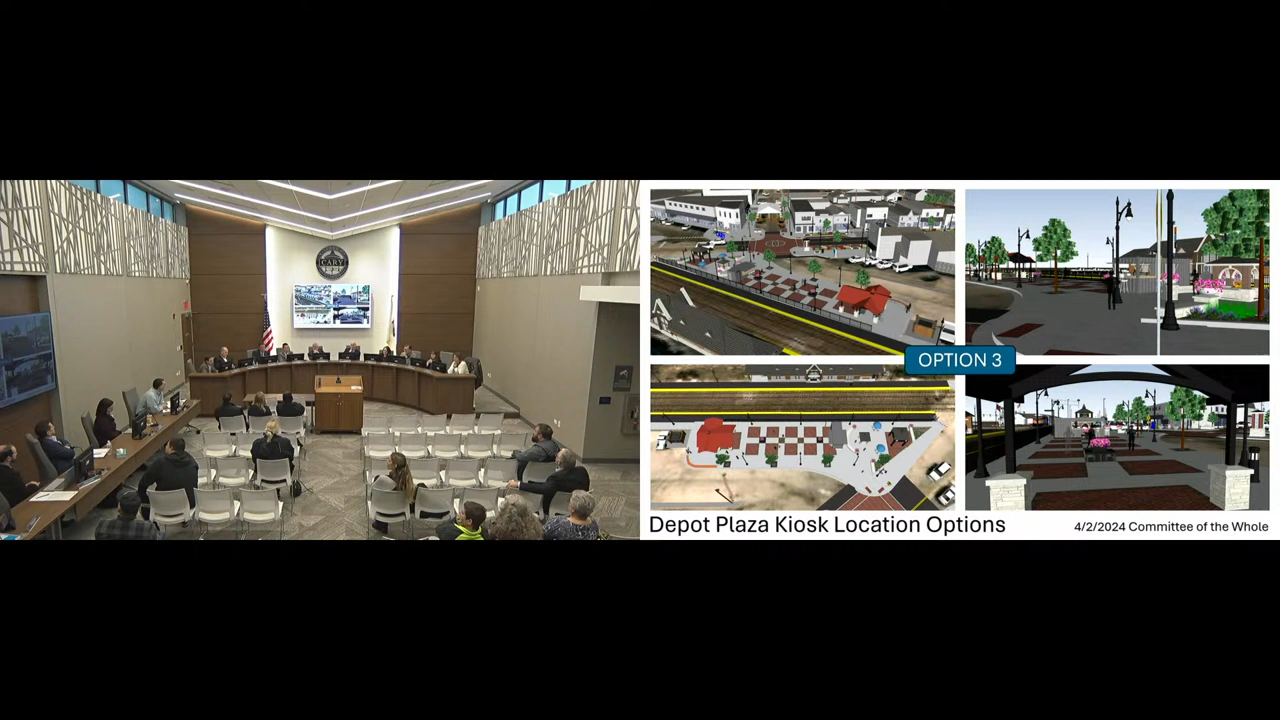 CARY
OPTION 3
Depot Plaza Kiosk Location Options
4/2/2024 Committee of the Whole